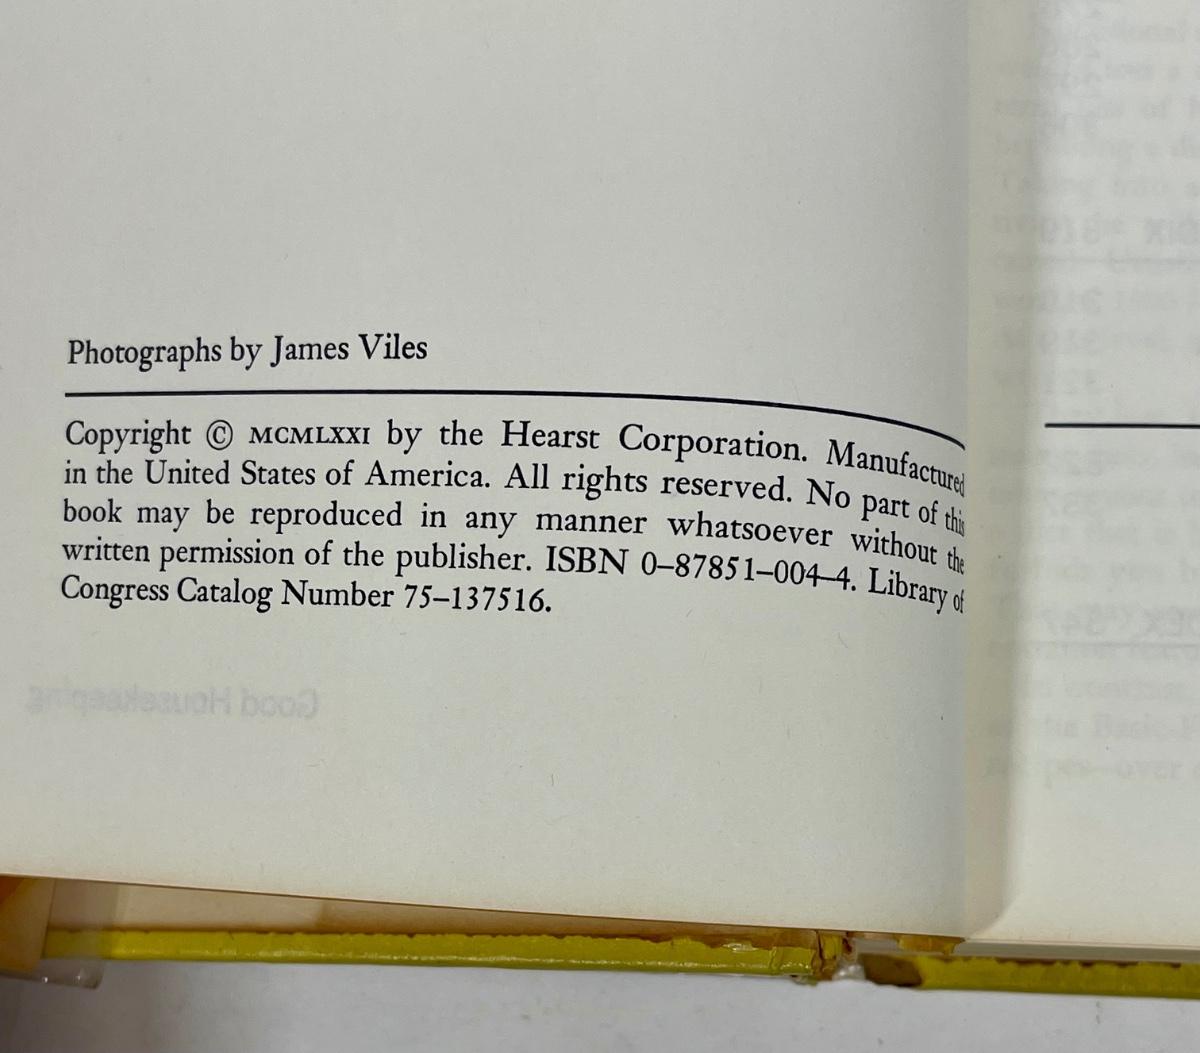 Photographs by James Viles
Copyright © MCMLXXI by the Hearst Corporation. Manufactured
in the United States of America. All rights reserved. No part of this
book may be reproduced in any manner whatsoever without the
written permission of the publisher. ISBN 0–87851–004–4. Library of
Congress Catalog Number 75–137516.
Good Housekeeping